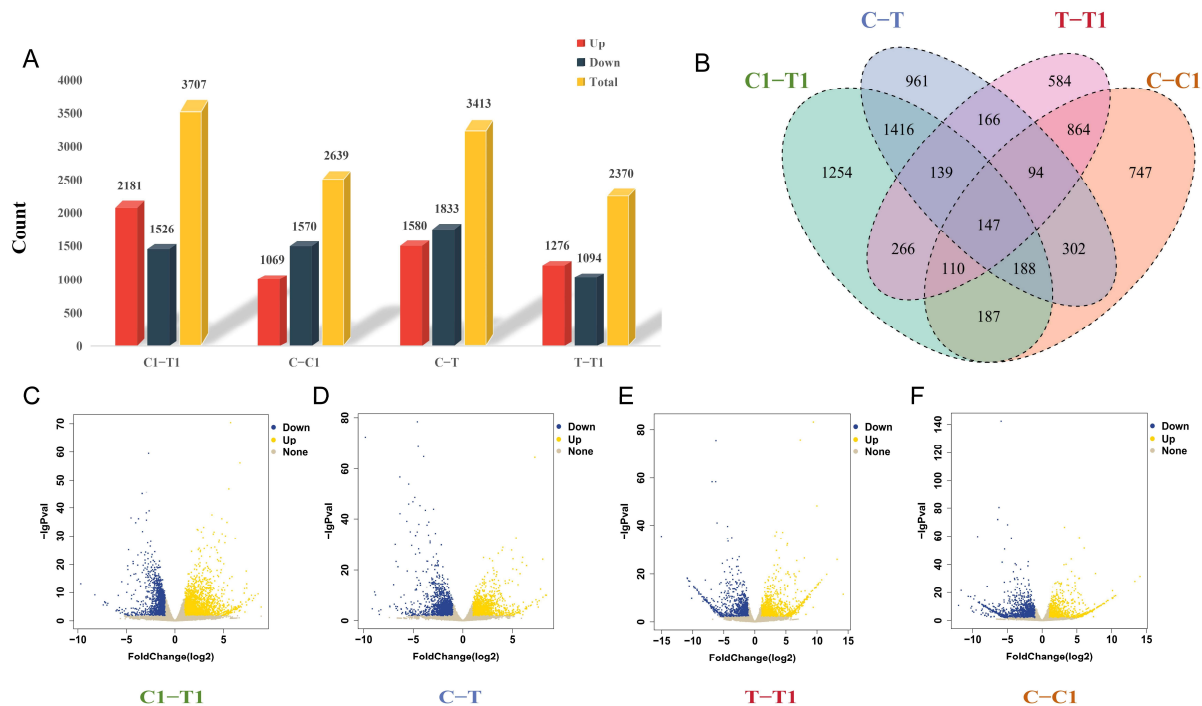 A
Up
Down
Total
Count
4000
3500
3000
2500
2000
1500
1000
500
0
2181
1526
3707
1069
1570
2639
1580
1833
3413
1276
1094
2370
C1−T1
C−C1
C−T
T−T1
B
C−T
T−T1
C1−T1
C−C1
961
584
1416
166
864
1254
139
94
747
147
266
110
188
302
187
C
Down
Up
None
−lgPval
70
60
50
40
30
20
10
0
−10
−5
0
5
FoldChange(log2)
C1−T1
D
Down
Up
None
−lgPval
80
60
40
20
0
−10
−5
0
5
FoldChange(log2)
C−T
E
Down
Up
None
−lgPval
80
60
40
20
0
−15
−10
−5
0
5
10
15
FoldChange(log2)
T−T1
F
Down
Up
None
−lgPval
140
120
100
80
60
40
20
0
−10
−5
0
5
10
15
FoldChange(log2)
C−C1